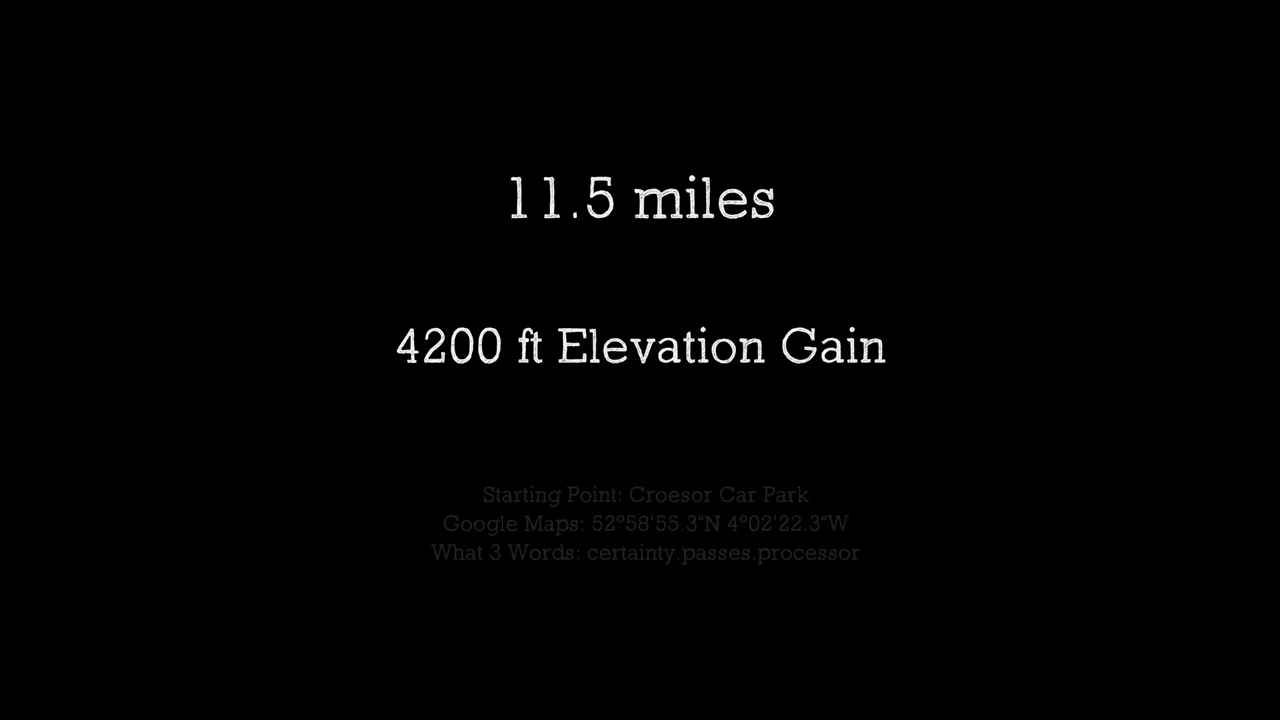 11.5 miles
4200 ft Elevation Gain
Starting Point: Croesor Car Park
Google Maps: 52°58'55.3"N 4°02'22.3"W
What 3 Words: certainty.passes.processor